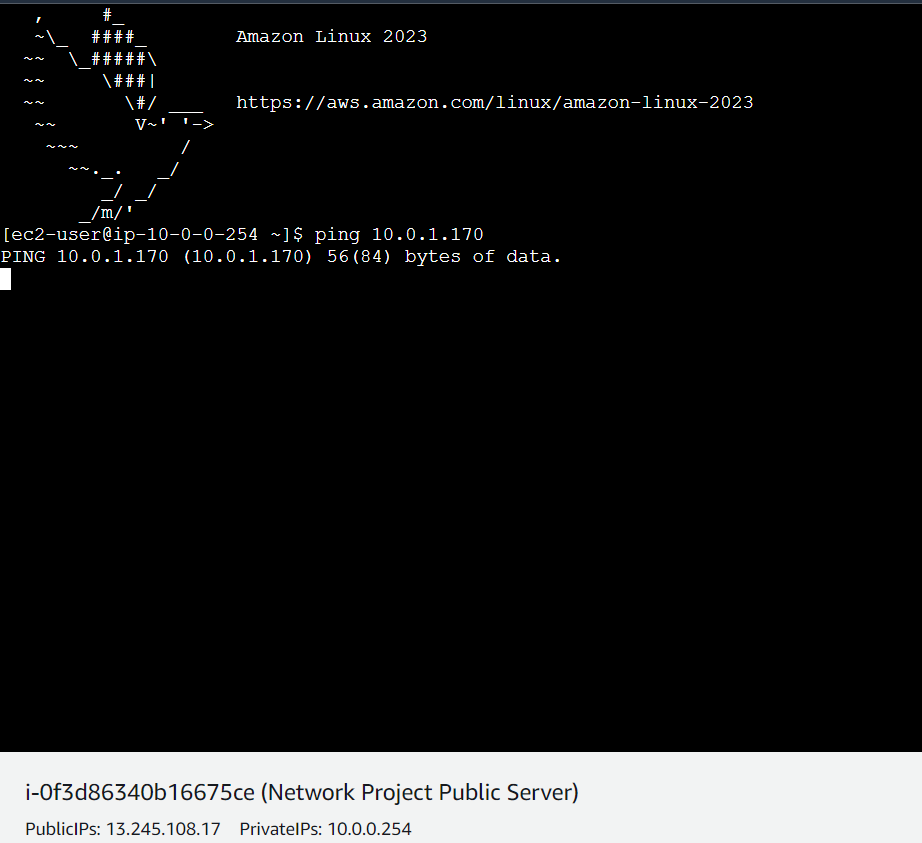 ,     #_
   ~\_  ####_        Amazon Linux 2023
  ~~  \_#####\
  ~~     \###|
  ~~       \#/ ___   https://aws.amazon.com/linux/amazon-linux-2023
   ~~       V~' '->
    ~~~         /
      ~~._.   _/
         _/ _/
       _/m/'
[ec2-user@ip-10-0-0-254 ~]$ ping 10.0.1.170
PING 10.0.1.170 (10.0.1.170) 56(84) bytes of data.
i-0f3d86340b16675ce (Network Project Public Server)
PublicIPs: 13.245.108.17 PrivateIPs: 10.0.0.254